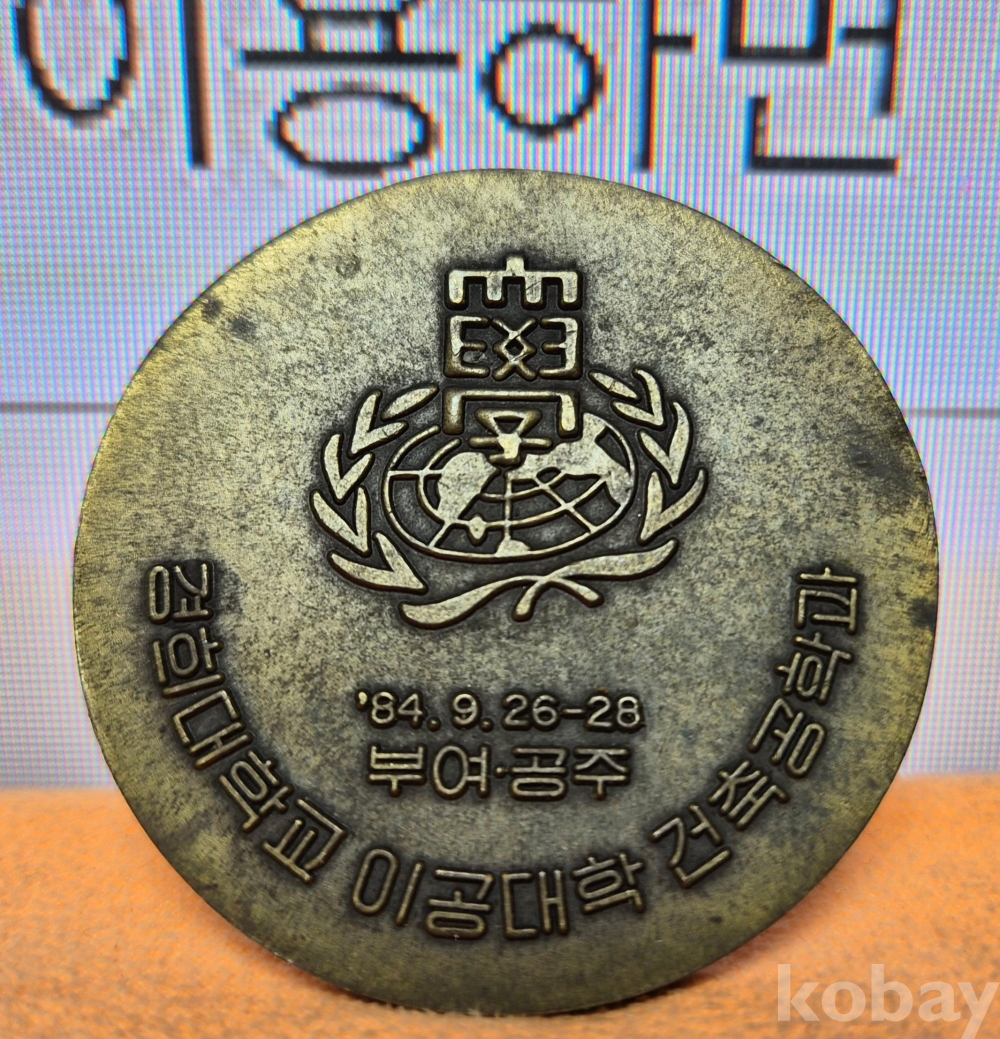 이용하면
學
'84. 9. 26-28
부여·공주
경희대학교 이공대학 건축공학과
kobay